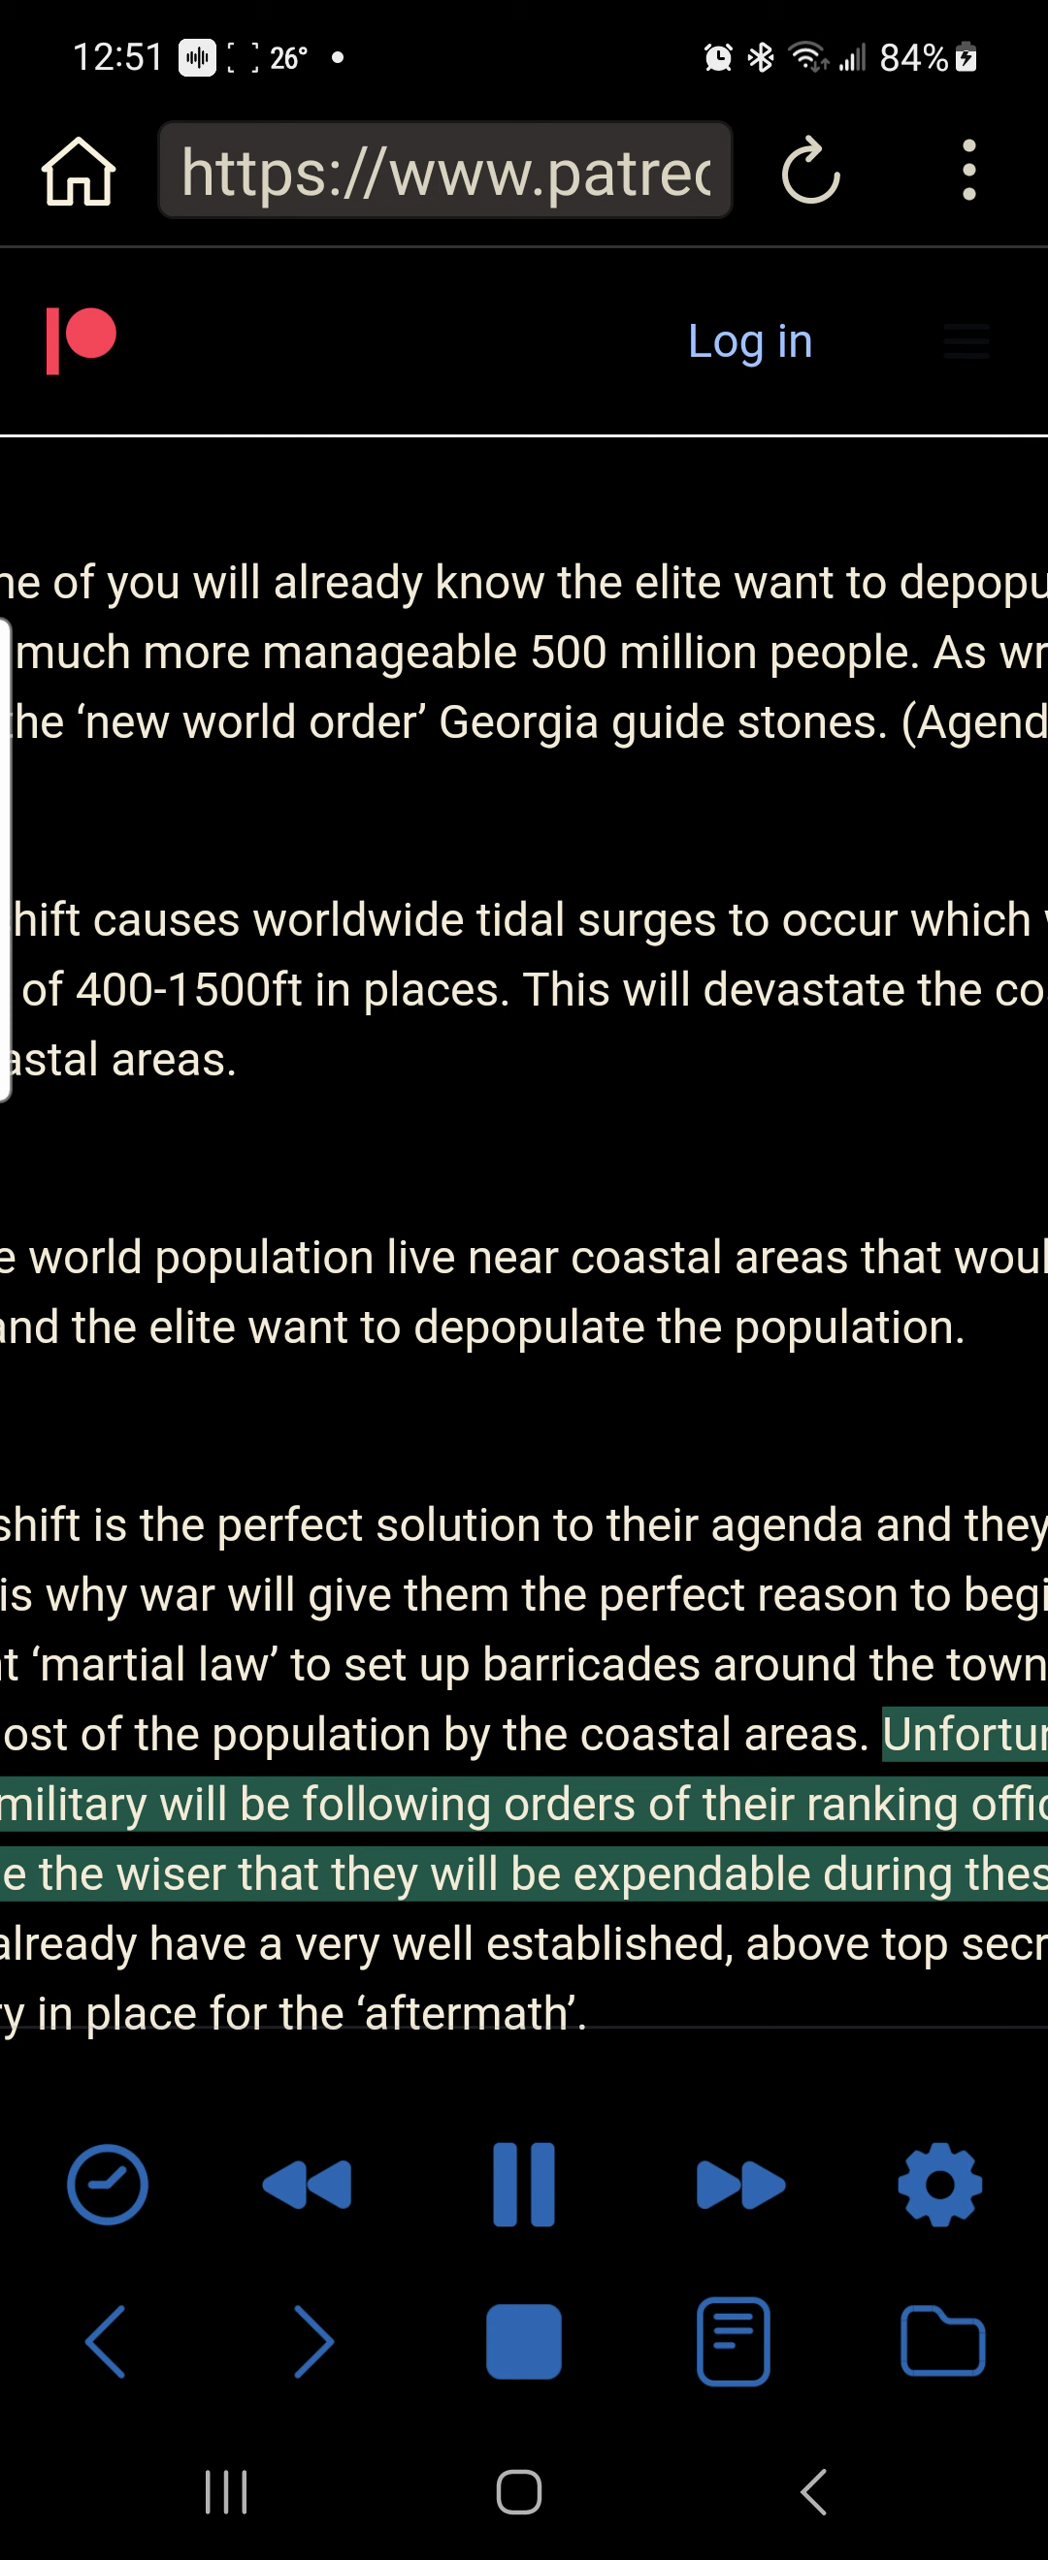 12:51 26° 84%
https://www.patreo
Log in
ne of you will already know the elite want to depopu
much more manageable 500 million people. As wr
the ‘new world order’ Georgia guide stones. (Agend
hift causes worldwide tidal surges to occur which
of 400-1500ft in places. This will devastate the co
astal areas.
e world population live near coastal areas that woul
and the elite want to depopulate the population.
shift is the perfect solution to their agenda and they
is why war will give them the perfect reason to begi
nt ‘martial law’ to set up barricades around the town
ost of the population by the coastal areas. Unfortun
military will be following orders of their ranking offic
e the wiser that they will be expendable during thes
already have a very well established, above top secr
ry in place for the ‘aftermath’.